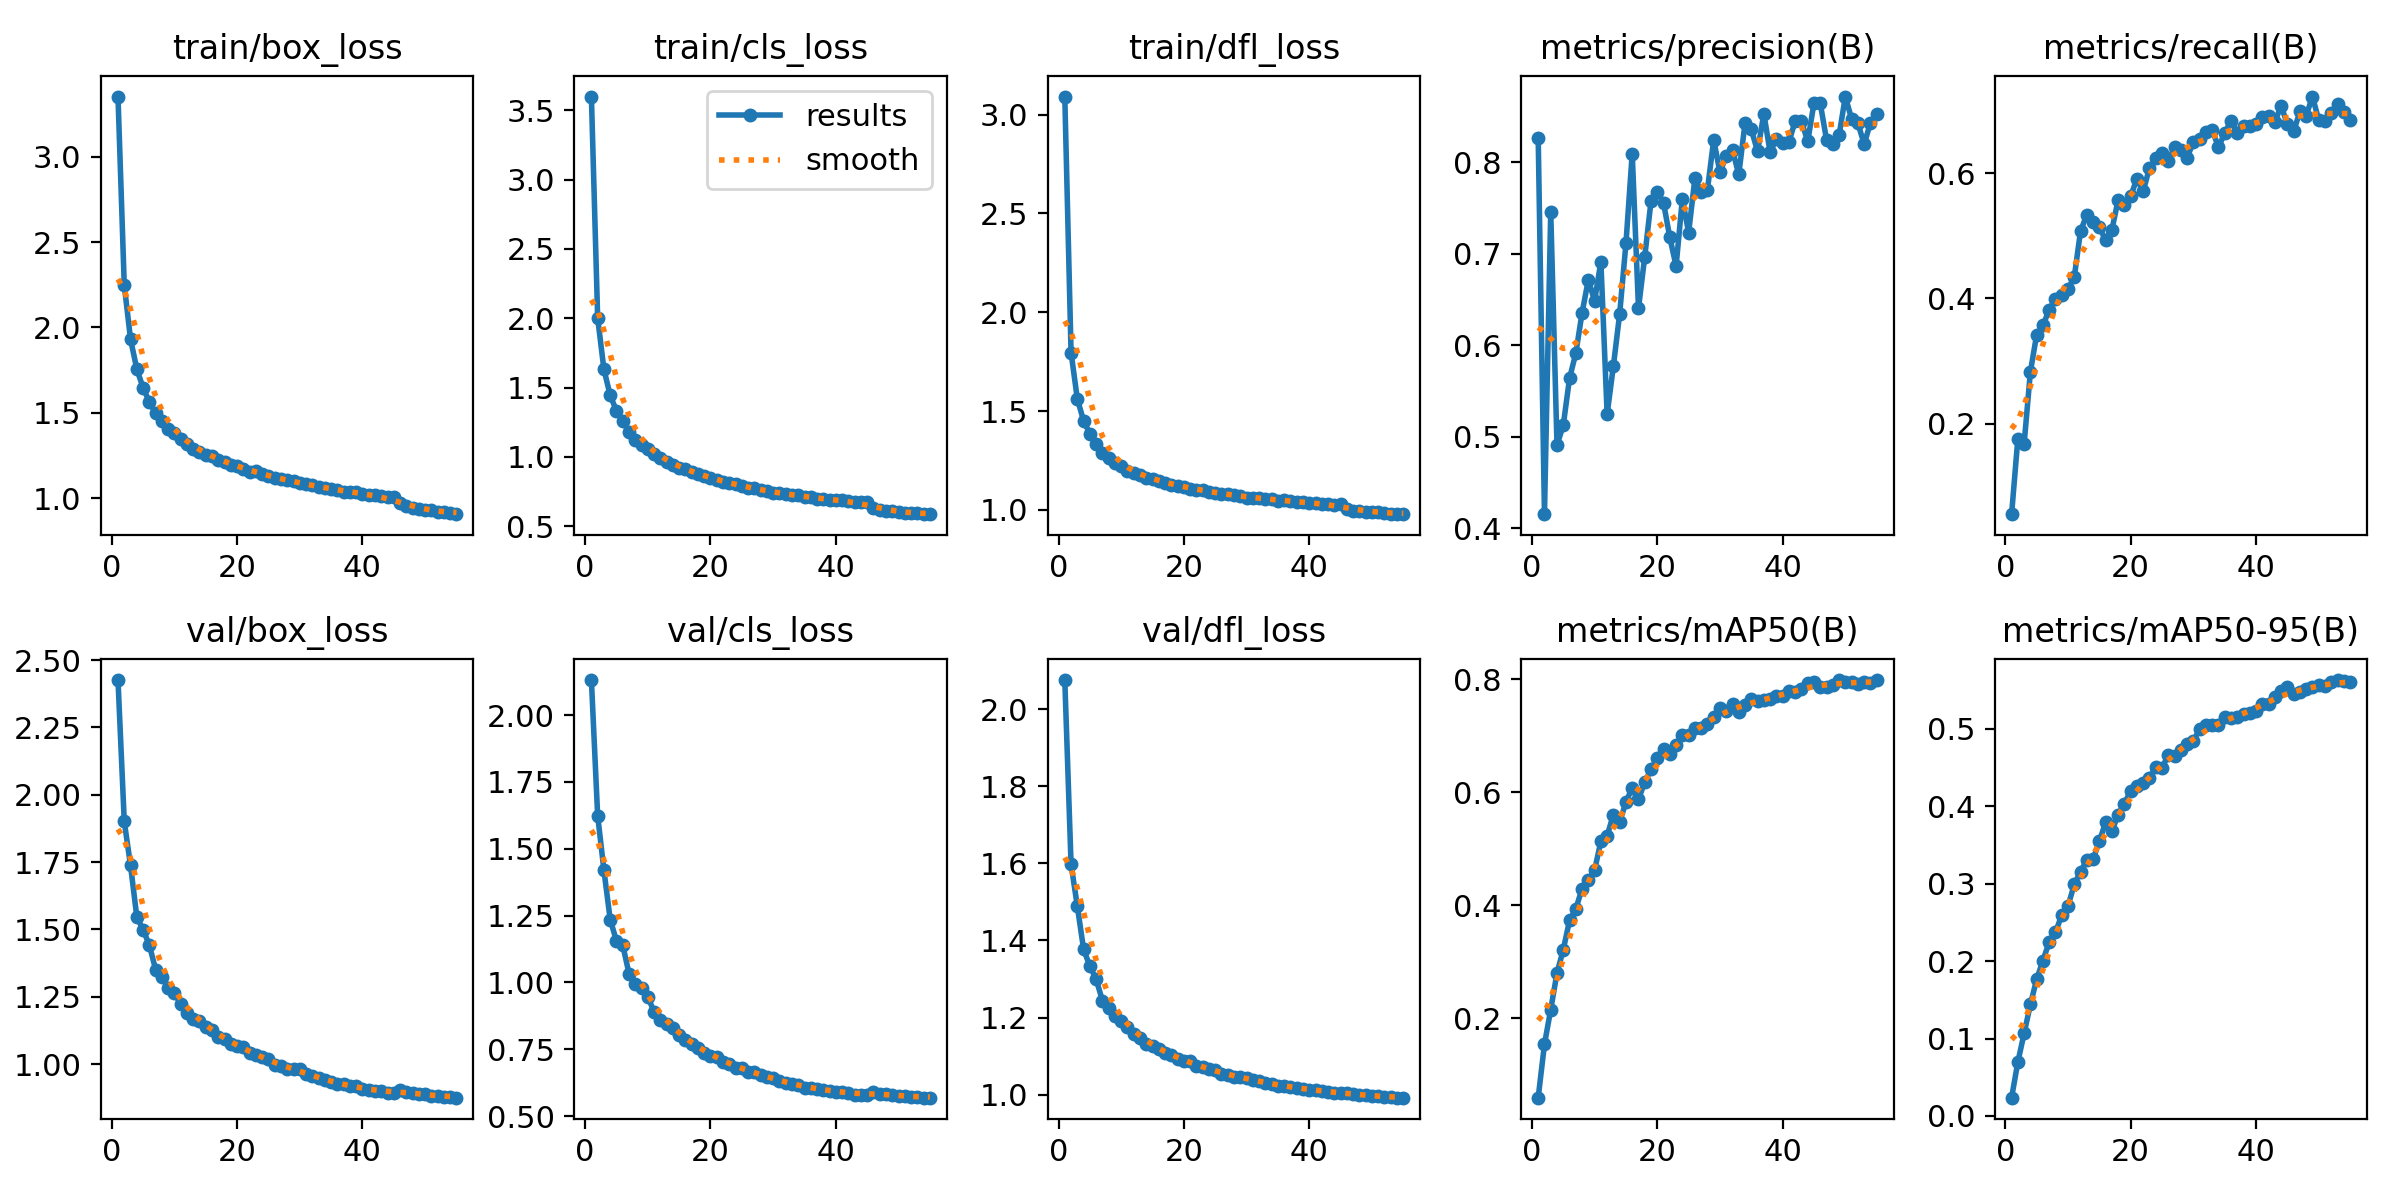 train/box_loss
3.0
2.5
2.0
1.5
1.0
0 20 40
train/cls_loss
results
smooth
3.5
3.0
2.5
2.0
1.5
1.0
0.5
0 20 40
train/dfl_loss
3.0
2.5
2.0
1.5
1.0
0 20 40
metrics/precision(B)
0.8
0.7
0.6
0.5
0.4
0 20 40
metrics/recall(B)
0.6
0.4
0.2
0 20 40
val/box_loss
2.50
2.25
2.00
1.75
1.50
1.25
1.00
0 20 40
val/cls_loss
2.00
1.75
1.50
1.25
1.00
0.75
0.50
0 20 40
val/dfl_loss
2.0
1.8
1.6
1.4
1.2
1.0
0 20 40
metrics/mAP50(B)
0.8
0.6
0.4
0.2
0 20 40
metrics/mAP50-95(B)
0.5
0.4
0.3
0.2
0.1
0.0
0 20 40